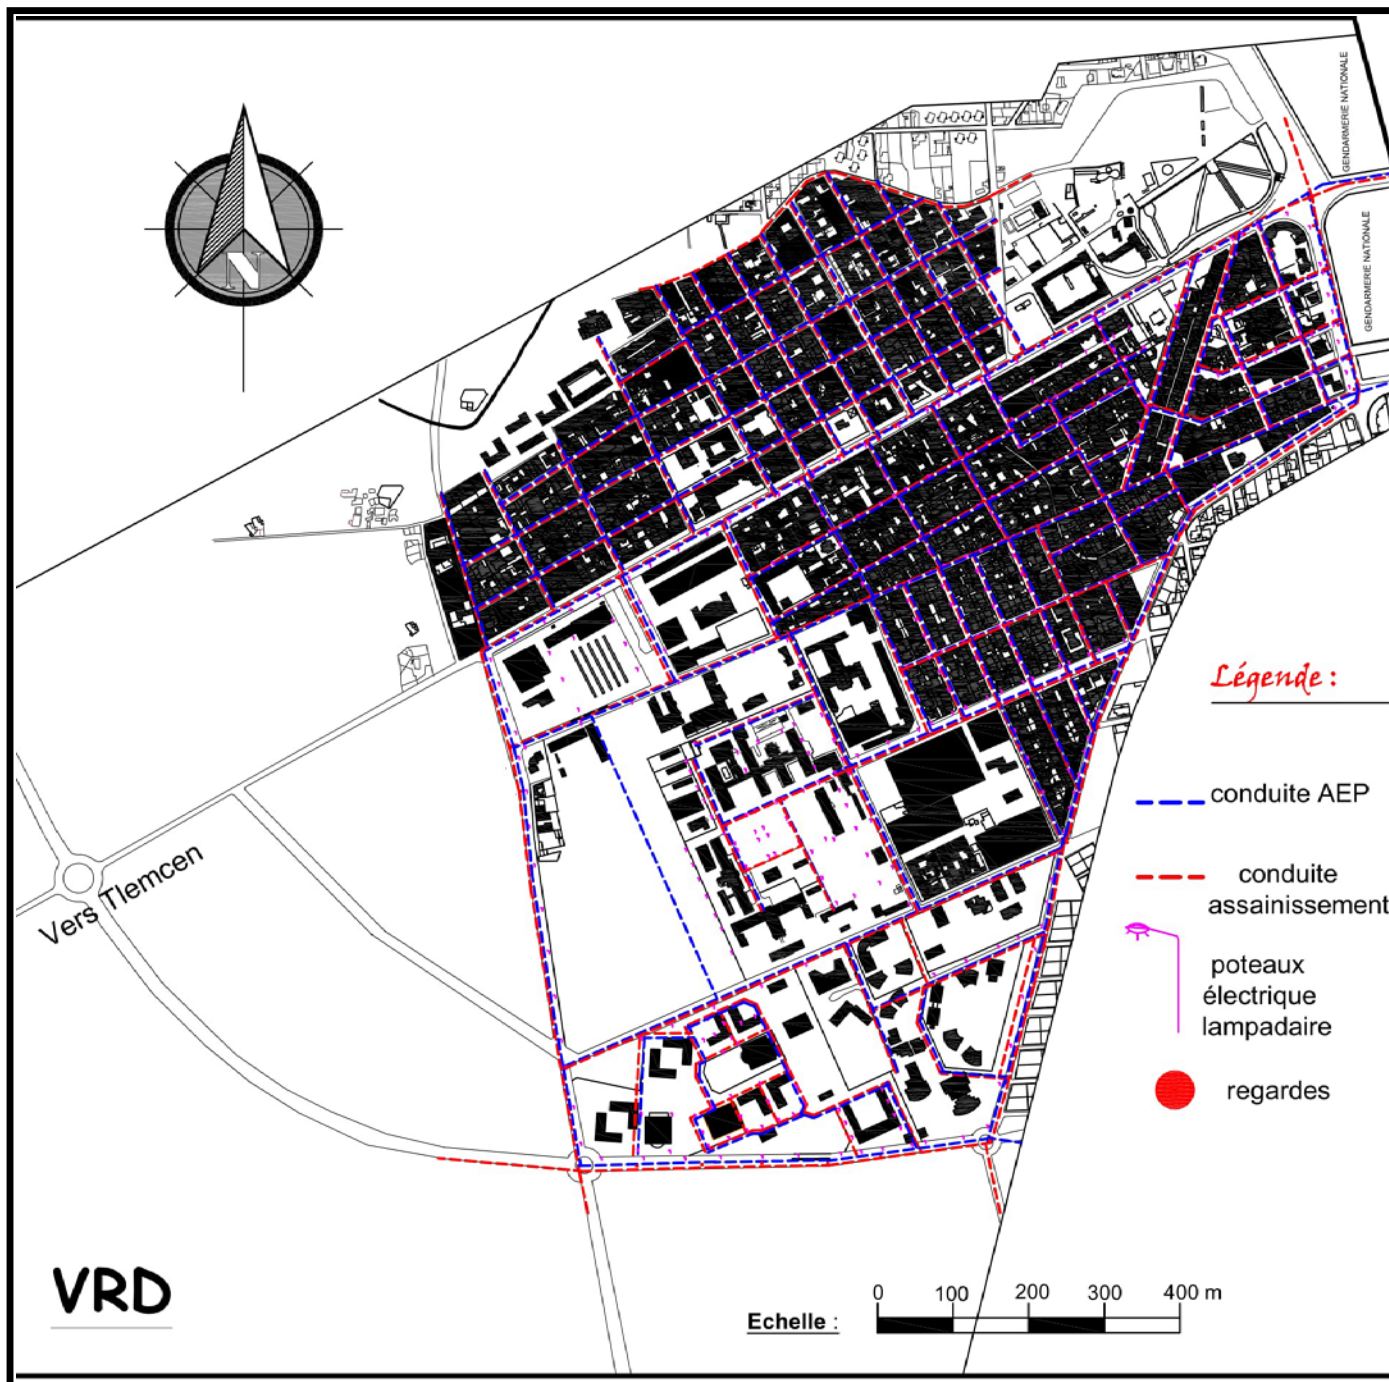 GENDARMERIE NATIONALE
GENDARMERIE NATIONALE
N
Légende :
conduite AEP
conduite
assainissement
poteaux
électrique
lampadaire
regardes
Vers Tlemcen
VRD
Echelle :
0 100 200 300 400 m